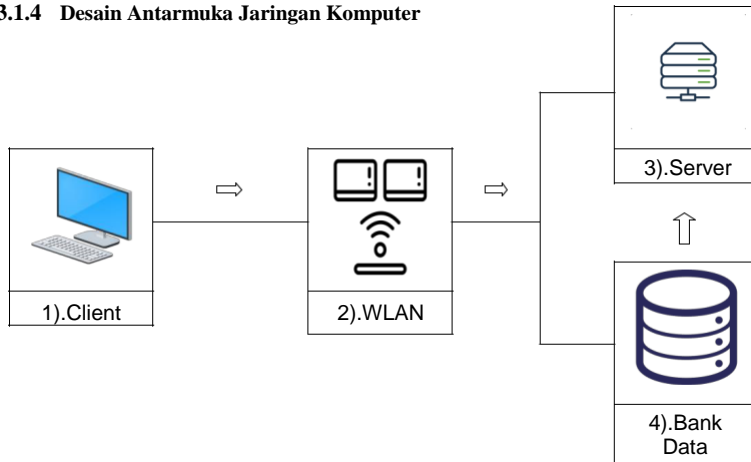 3.1.4 Desain Antarmuka Jaringan Komputer
1).Client
2).WLAN
3).Server
4).Bank
Data